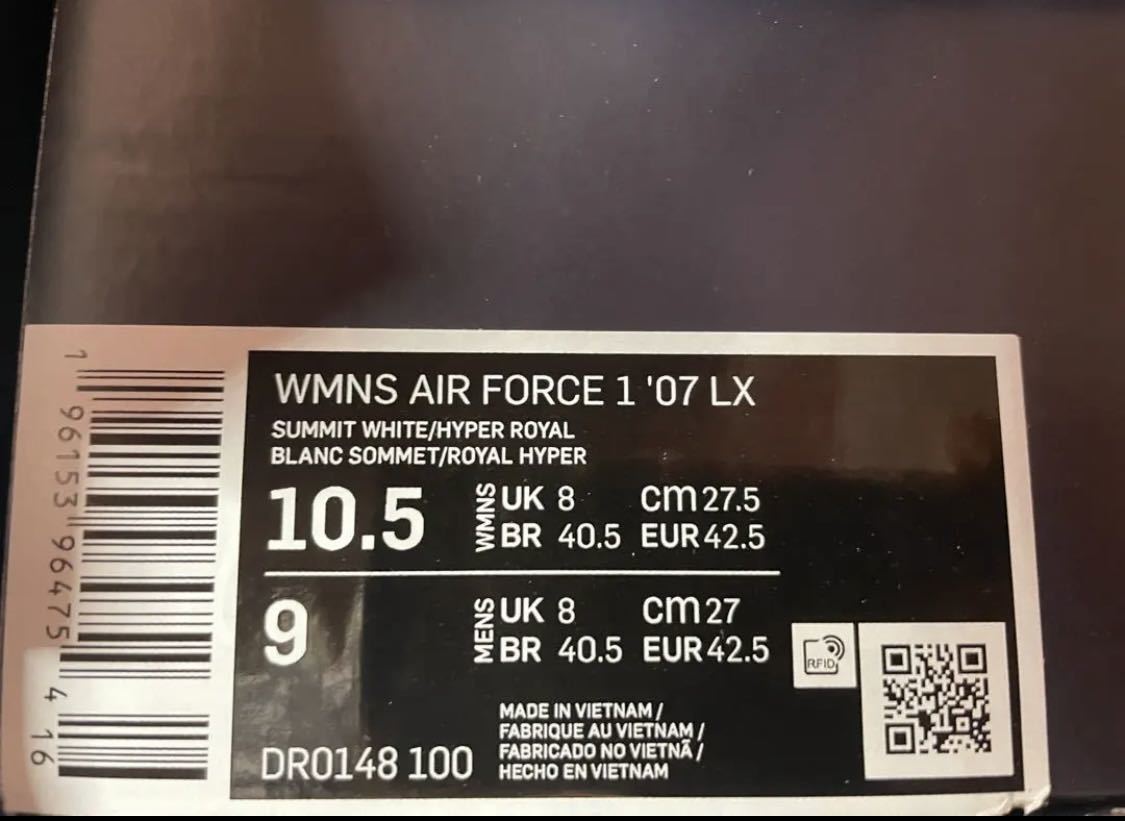 WMNS AIR FORCE 1 '07 LX
SUMMIT WHITE/HYPER ROYAL
BLANC SOMMET/ROYAL HYPER
10.5 WMNS UK 8 cm 27.5
BR 40.5 EUR 42.5
9 MENS UK 8 cm 27
BR 40.5 EUR 42.5
RFID
MADE IN VIETNAM /
FABRIQUE AU VIETNAM /
FABRICADO NO VIETNÃ /
HECHO EN VIETNAM
DR0148 100
1 96153 96475 4 16